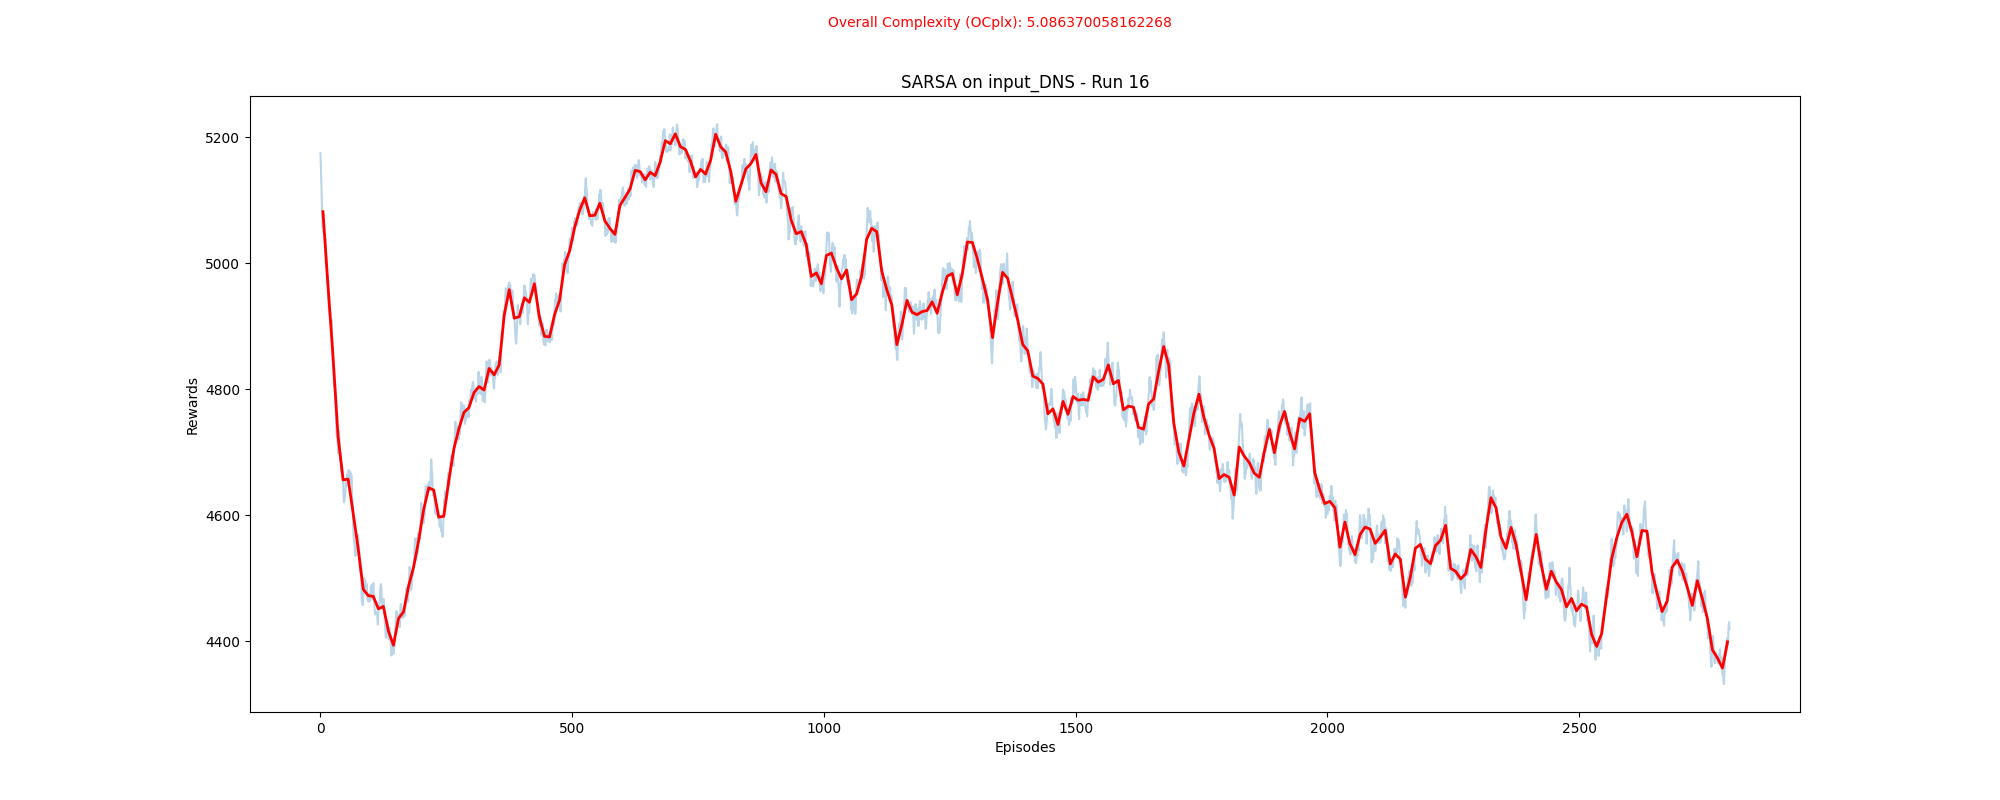 Overall Complexity (OCplx): 5.086370058162268
SARSA on input_DNS - Run 16
5200
5000
4800
4600
4400
Rewards
0 500 1000 1500 2000 2500
Episodes